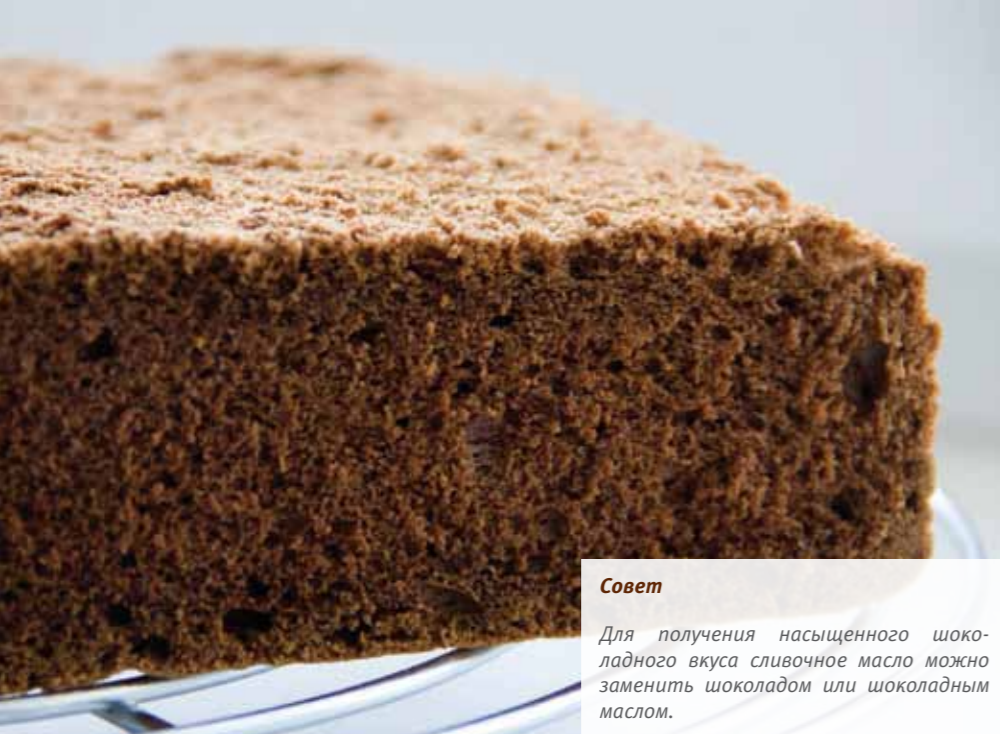 Совет
Для получения насыщенного шоко-
ладного вкуса сливочное масло можно
заменить шоколадом или шоколадным
маслом.